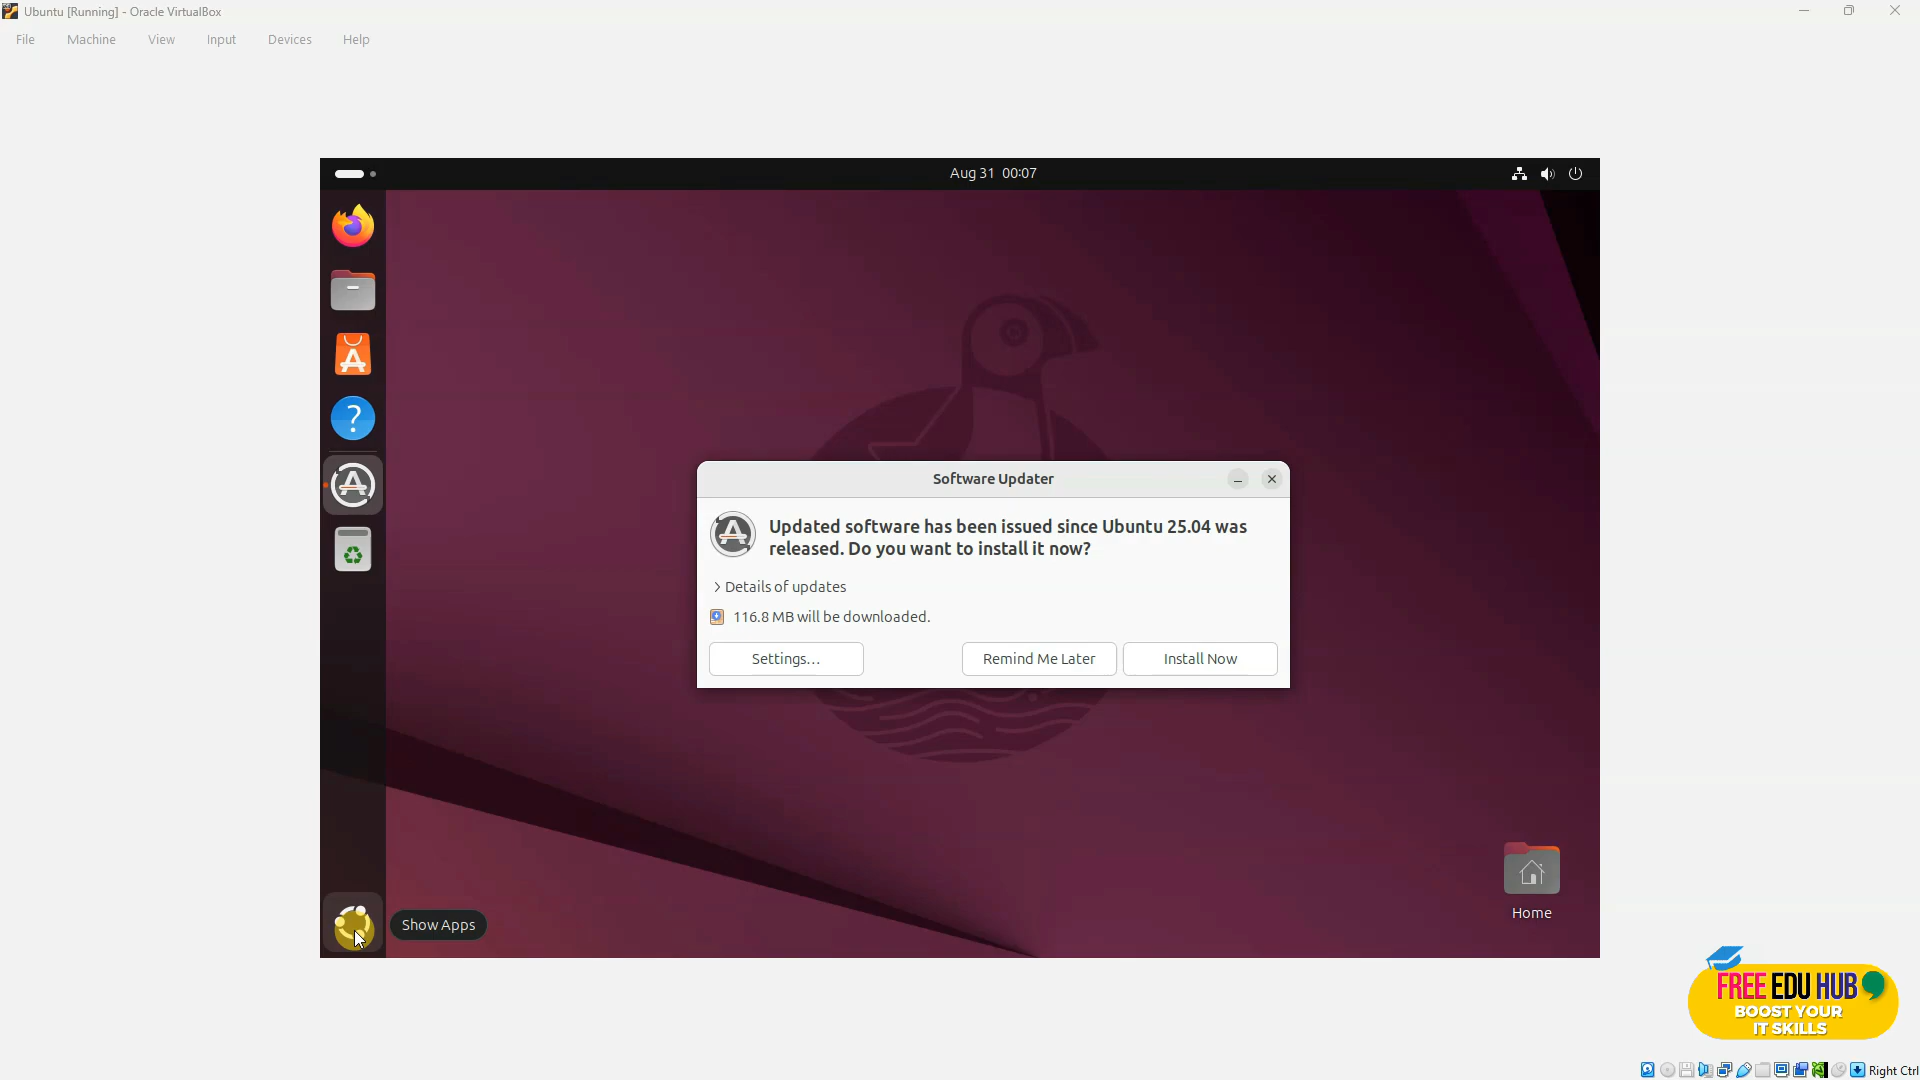 Ubuntu [Running] - Oracle VirtualBox
File Machine View Input Devices Help
Aug 31 00:07
Software Updater
Updated software has been issued since Ubuntu 25.04 was
released. Do you want to install it now?
Details of updates
116.8 MB will be downloaded.
Settings... Remind Me Later Install Now
Home
Show Apps
FREE EDU HUB
BOOST YOUR
IT SKILLS
Right Ctrl